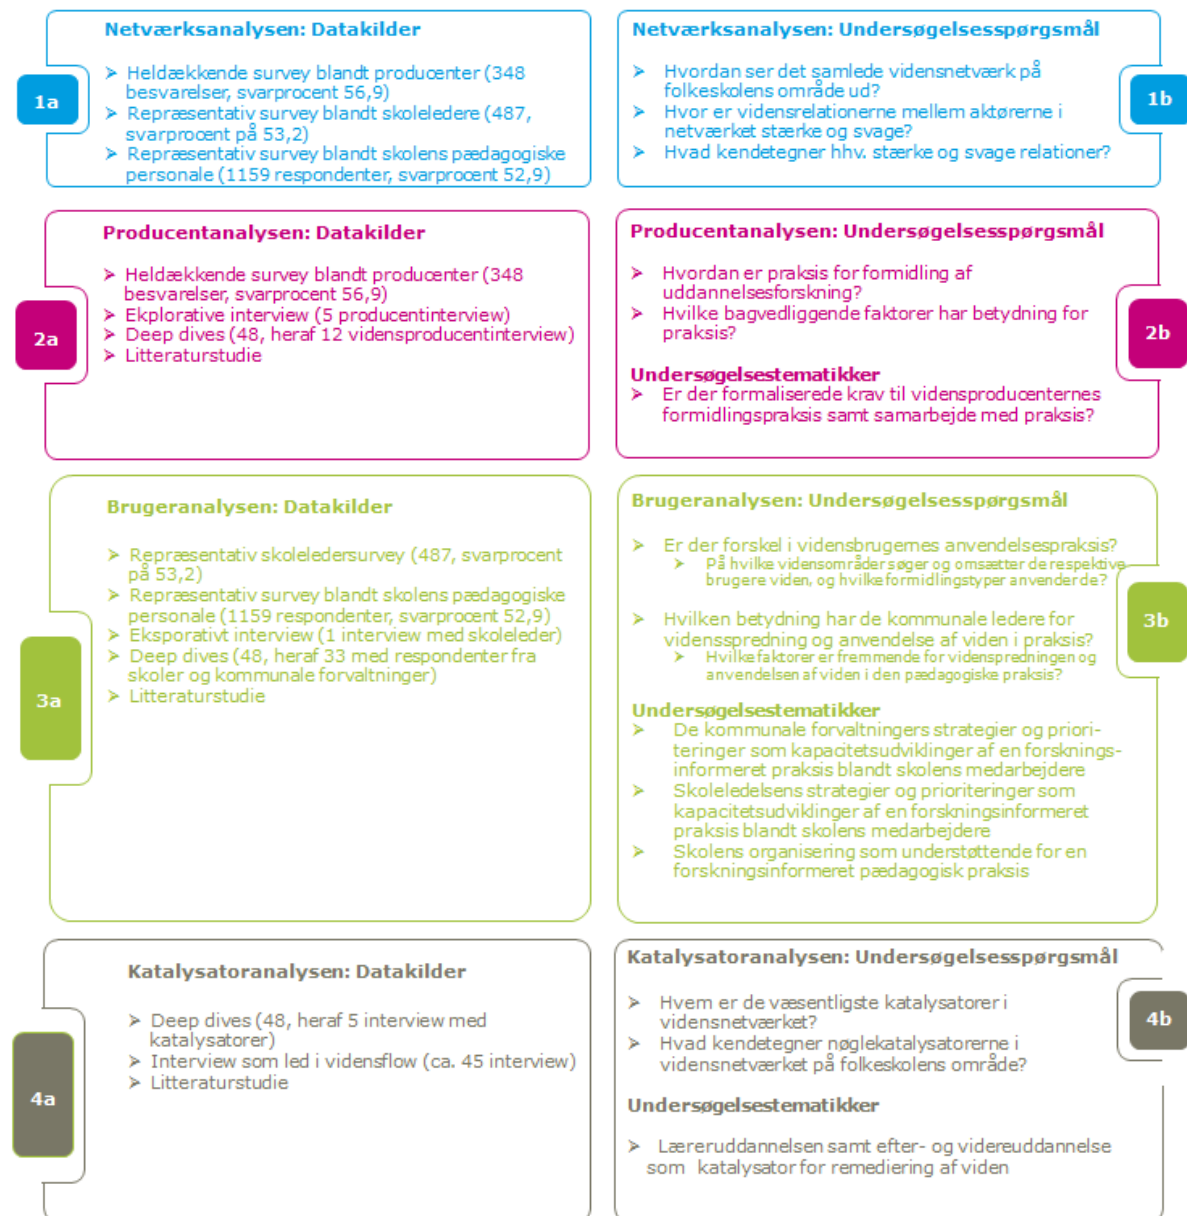 Netværksanalysen: Datakilder
➢ Heldækkende survey blandt producenter (348
besvarelser, svarprocent 56,9)
➢ Repræsentativ survey blandt skoleledere (487,
svarprocent på 53,2)
➢ Repræsentativ survey blandt skolens pædagogiske
personale (1159 respondenter, svarprocent 52,9)
1a
Netværksanalysen: Undersøgelsesspørgsmål
➢ Hvordan ser det samlede vidensnetværk på
folkeskolens område ud?
➢ Hvor er vidensrelationerne mellem aktørerne i
netværket stærke og svage?
➢ Hvad kendetegner hhv. stærke og svage relationer?
1b
Producentanalysen: Datakilder
➢ Heldækkende survey blandt producenter (348
besvarelser, svarprocent 56,9)
➢ Ekplorative interview (5 producentinterview)
➢ Deep dives (48, heraf 12 vidensproducentinterview)
➢ Litteraturstudie
2a
Producentanalysen: Undersøgelsesspørgsmål
➢ Hvordan er praksis for formidling af
uddannelsesforskning?
➢ Hvilke bagvedliggende faktorer har betydning for
praksis?
Undersøgelsestematikker
➢ Er der formaliserede krav til vidensproducenternes
formidlingspraksis samt samarbejde med praksis?
2b
Brugeranalysen: Datakilder
➢ Repræsentativ skoleledersurvey (487, svarprocent
på 53,2)
➢ Repræsentativ survey blandt skolens pædagogiske
personale (1159 respondenter, svarprocent 52,9)
➢ Eksporativt interview (1 interview med skoleleder)
➢ Deep dives (48, heraf 33 med respondenter fra
skoler og kommunale forvaltninger)
➢ Litteraturstudie
3a
Brugeranalysen: Undersøgelsesspørgsmål
➢ Er der forskel i vidensbrugernes anvendelsespraksis?
➢ På hvilke vidensområder søger og omsætter de respektive
brugere viden, og hvilke formidlingstyper anvender de?
➢ Hvilken betydning har de kommunale ledere for
vidensspredning og anvendelse af viden i praksis?
➢ Hvilke faktorer er fremmende for videnspredningen og
anvendelsen af viden i den pædagogiske praksis?
Undersøgelsestematikker
➢ De kommunale forvaltningers strategier og priori-
teringer som kapacitetsudviklinger af en forsknings-
informeret praksis blandt skolens medarbejdere
➢ Skoleledelsens strategier og prioriteringer som
kapacitetsudviklinger af en forskningsinformeret
praksis blandt skolens medarbejdere
➢ Skolens organisering som understøttende for en
forskningsinformeret pædagogisk praksis
3b
Katalysatoranalysen: Datakilder
➢ Deep dives (48, heraf 5 interview med
katalysatorer)
➢ Interview som led i vidensflow (ca. 45 interview)
➢ Litteraturstudie
4a
Katalysatoranalysen: Undersøgelsesspørgsmål
➢ Hvem er de væsentligste katalysatorer i
vidensnetværket?
➢ Hvad kendetegner nøglekatalysatorerne i
vidensnetværket på folkeskolens område?
Undersøgelsestematikker
➢ Læreruddannelsen samt efter- og videreuddannelse
som katalysator for remediering af viden
4b